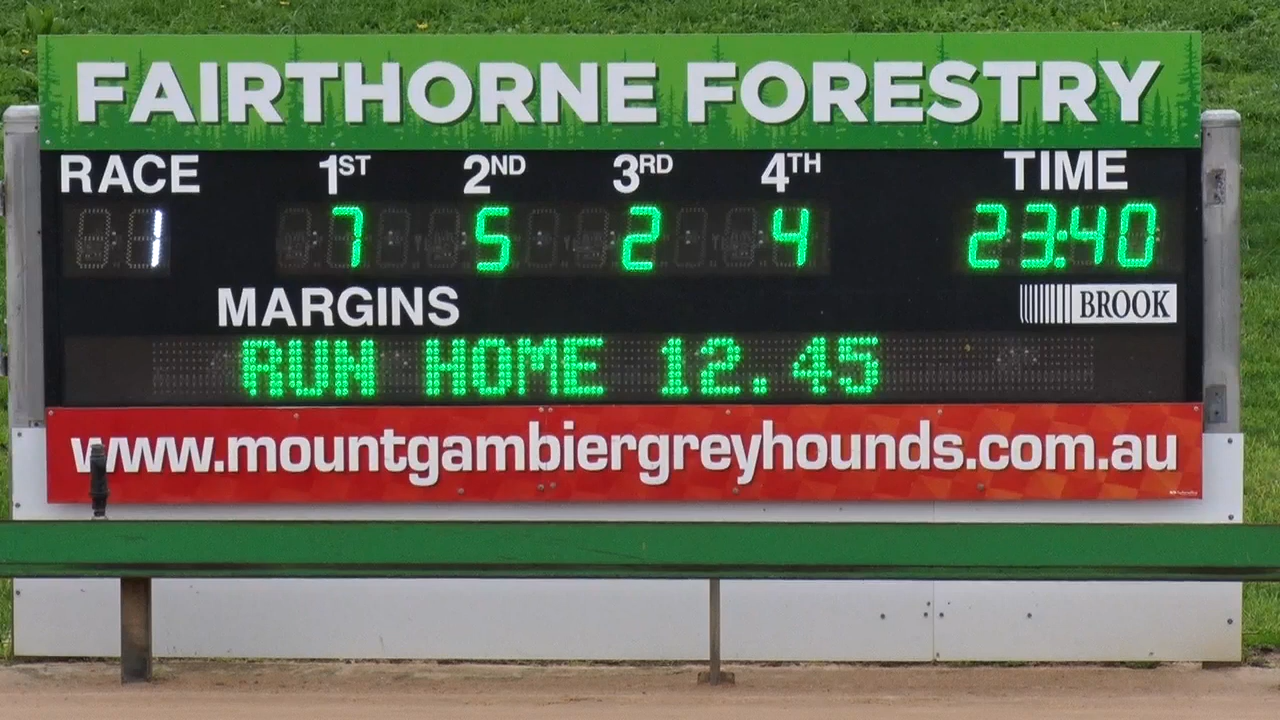 FAIRTHORNE FORESTRY
RACE 1ST 2ND 3RD 4TH TIME
1 7 5 2 4 23:40
MARGINS
BROOK
RUN HOME 12.45
www.mountgambiergreyhounds.com.au